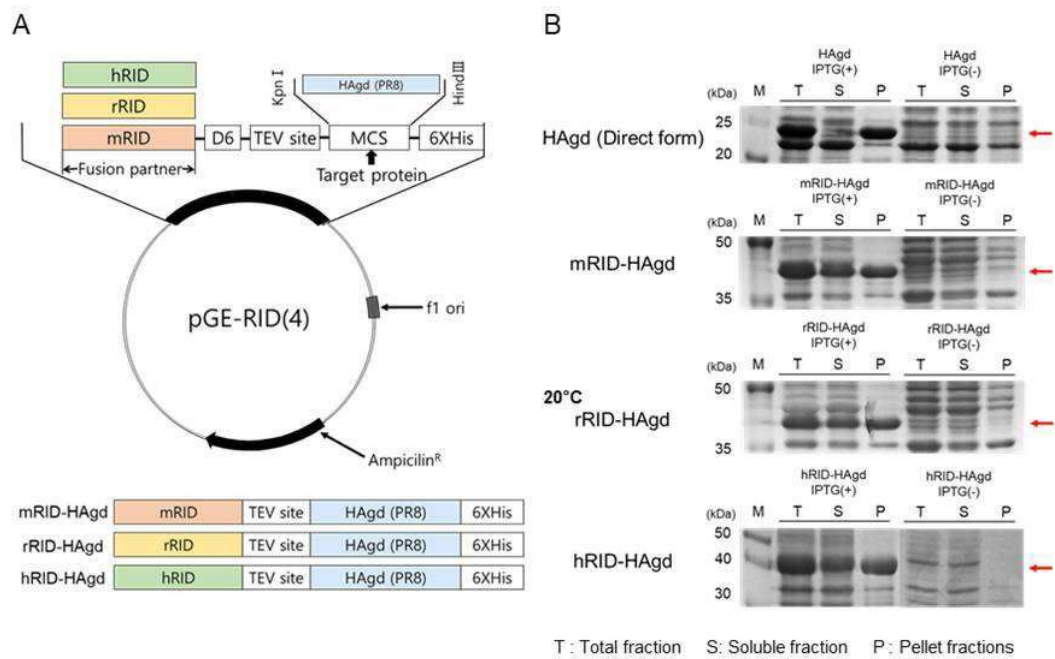 A
hRID
rRID
mRID
D6
TEV site
MCS
6XHis
Kpn I
HAgd (PR8)
HindⅢ
Fusion partner
Target protein
pGE-RID(4)
f1 ori
Ampicilinᴿ
mRID-HAgd mRID TEV site HAgd (PR8) 6XHis
rRID-HAgd rRID TEV site HAgd (PR8) 6XHis
hRID-HAgd hRID TEV site HAgd (PR8) 6XHis
B
HAgd HAgd
IPTG(+) IPTG(-)
(kDa) M T S P T S P
25
HAgd (Direct form)
20
mRID-HAgd mRID-HAgd
IPTG(+) IPTG(-)
(kDa) M T S P T S P
50
mRID-HAgd
35
rRID-HAgd rRID-HAgd
IPTG(+) IPTG(-)
(kDa) M T S P T S P
50
20°C
rRID-HAgd
35
hRID-HAgd hRID-HAgd
IPTG(+) IPTG(-)
(kDa) M T S P T S P
50
hRID-HAgd 40
30
T : Total fraction S: Soluble fraction P : Pellet fractions